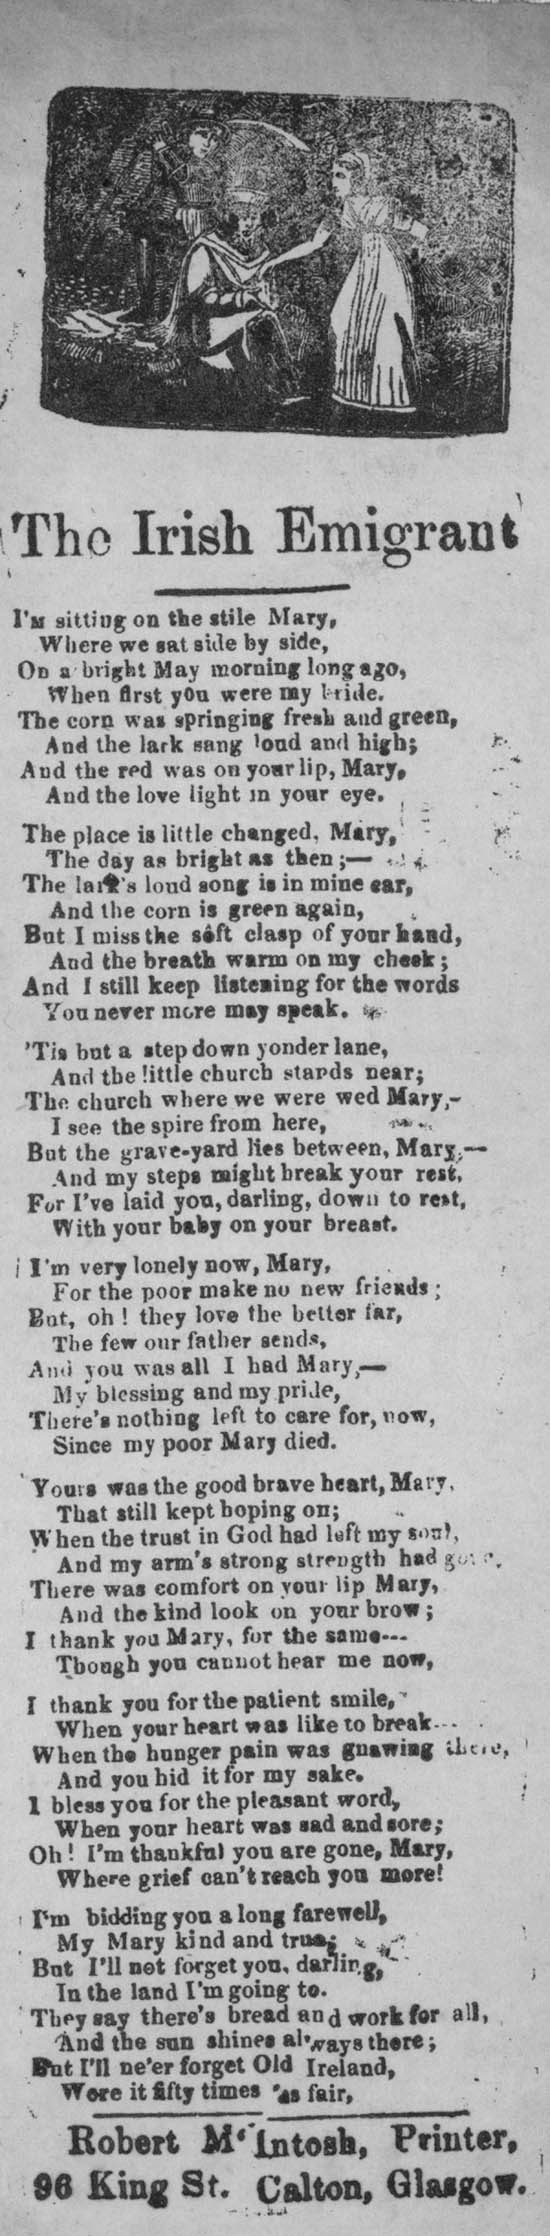 The Irish Emigrant
I'm sitting on the stile Mary,
Where we sat side by side,
On a bright May morning long ago,
When first y0u were my bride.
The corn was springing fresh and green,
And the lark sang loud and high;
And the red was on your lip, Mary,
And the love light in your eye.
The place is little changed, Mary,
The day as bright as then;—
The lark's loud song is in mine ear,
And the corn is green again,
But I miss the soft clasp of your hand,
And the breath warm on my cheek;
And I still keep listening for the words
You never more may speak.
'Tis but a step down yonder lane,
And the little church stands near;
The church where we were wed Mary,-
I see the spire from here,
But the grave-yard lies between, Mary,—
And my steps might break your rest,
For I've laid you, darling, down to rest,
With your baby on your breast.
I'm very lonely now, Mary,
For the poor make no new friends;
But, oh! they love the better far,
The few our father sends,
And you was all I had Mary,—
My blessing and my pride,
There's nothing left to care for, now,
Since my poor Mary died.
Yours was the good brave heart, Mary,
That still kept hoping on;
When the trust in God had left my soul,
And my arm's strong strength had gone,
There was comfort on your lip Mary,
And the kind look on your brow;
I thank you Mary, for the same---
Though you cannot hear me now,
I thank you for the patient smile,
When your heart was like to break---
When the hunger pain was gnawing there,
And you hid it for my sake.
I bless you for the pleasant word,
When your heart was sad and sore;
Oh! I'm thankful you are gone, Mary,
Where grief can't reach you more!
I'm bidding you a long farewell,
My Mary kind and true;
But I'll not forget you, darling,
In the land I'm going to.
They say there's bread and work for all,
And the sun shines always there;
But I'll ne'er forget Old Ireland,
Were it fifty times as fair,
Robert M'Intosh, Printer,
96 King St. Calton, Glasgow.